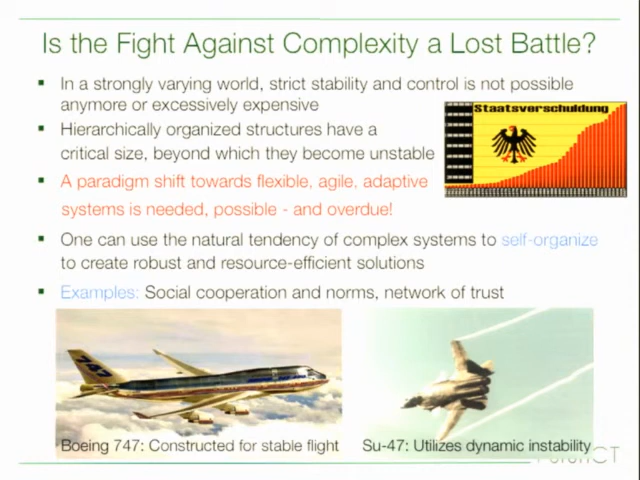 Is the Fight Against Complexity a Lost Battle?
In a strongly varying world, strict stability and control is not possible
anymore or excessively expensive
Hierarchically organized structures have a
critical size, beyond which they become unstable
Staatsverschuldung
A paradigm shift towards flexible, agile, adaptive
systems is needed, possible - and overdue!
One can use the natural tendency of complex systems to self-organize
to create robust and resource-efficient solutions
Examples: Social cooperation and norms, network of trust
747
Boeing 747: Constructed for stable flight
Su-47: Utilizes dynamic instability